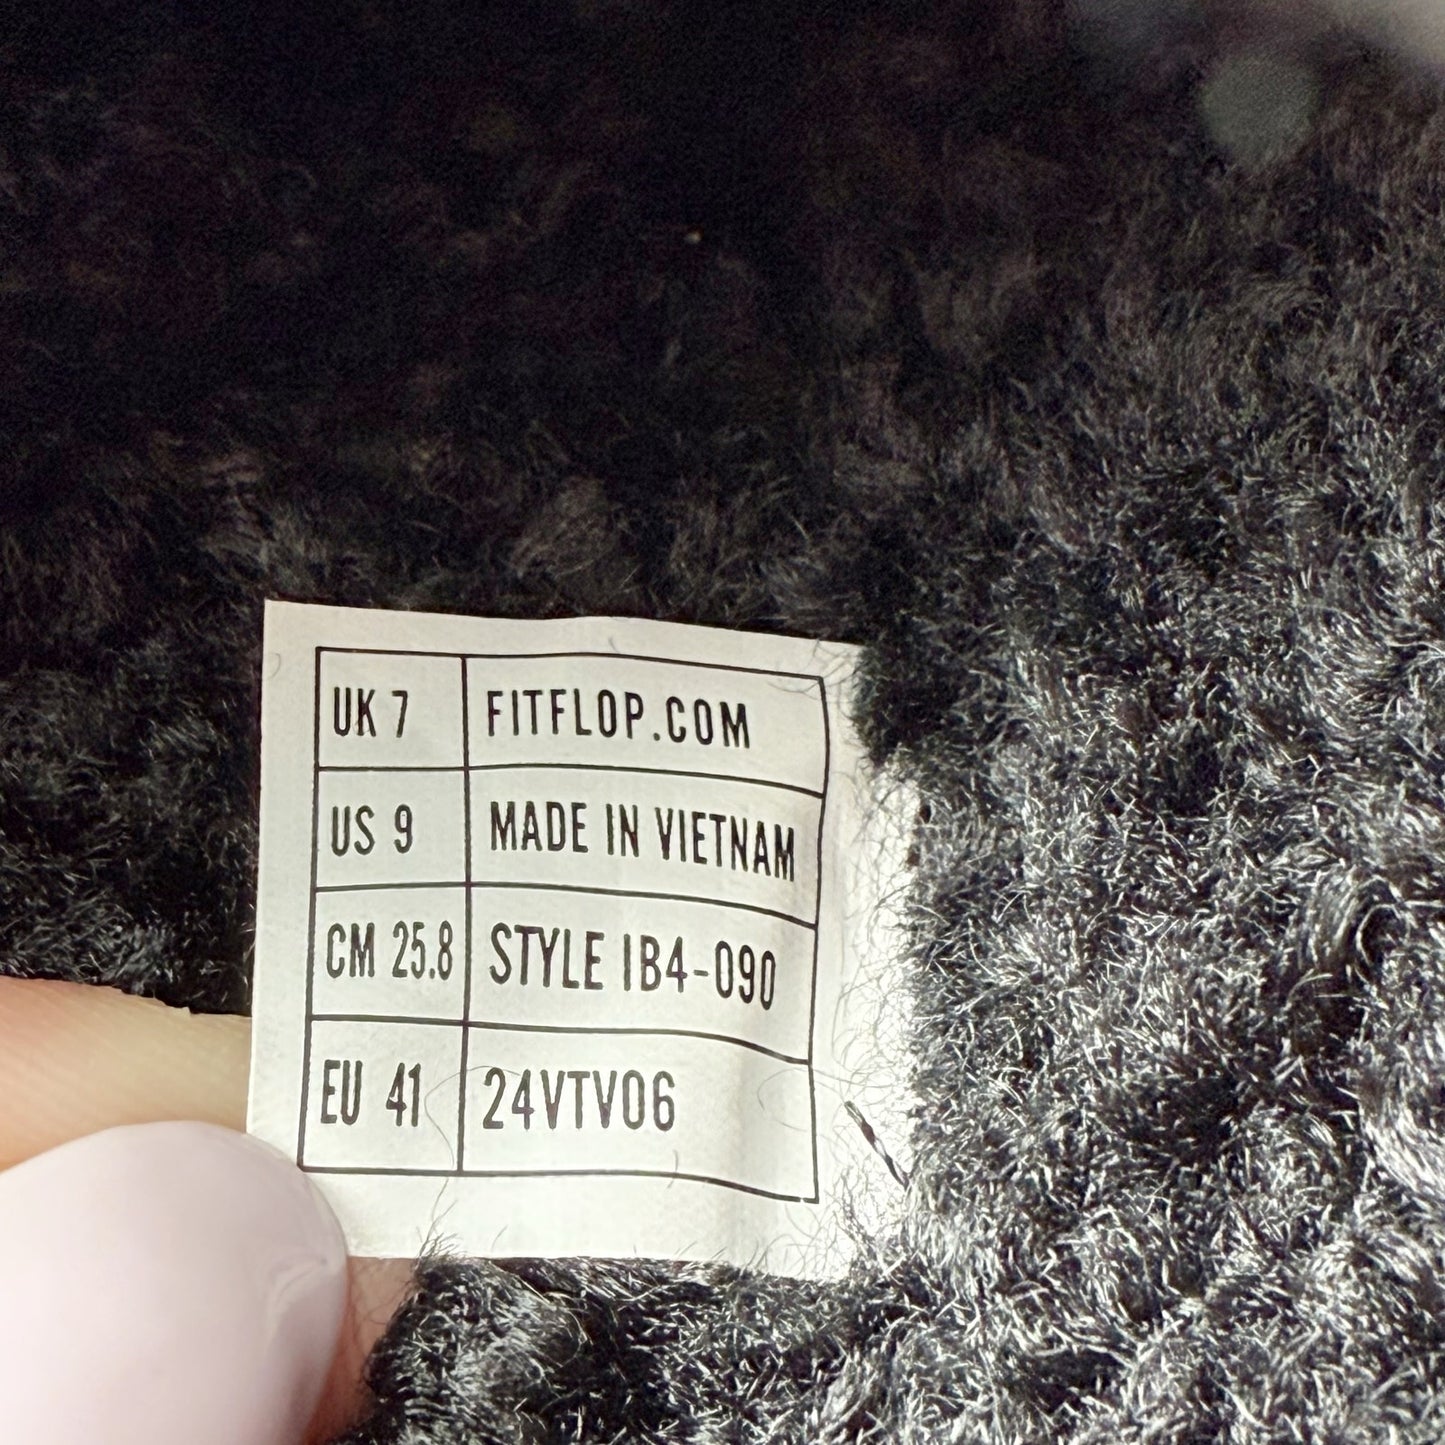 UK 7 FITFLOP.COM
US 9 MADE IN VIETNAM
CM 25.8 STYLE IB4-090
EU 41 24VTV06